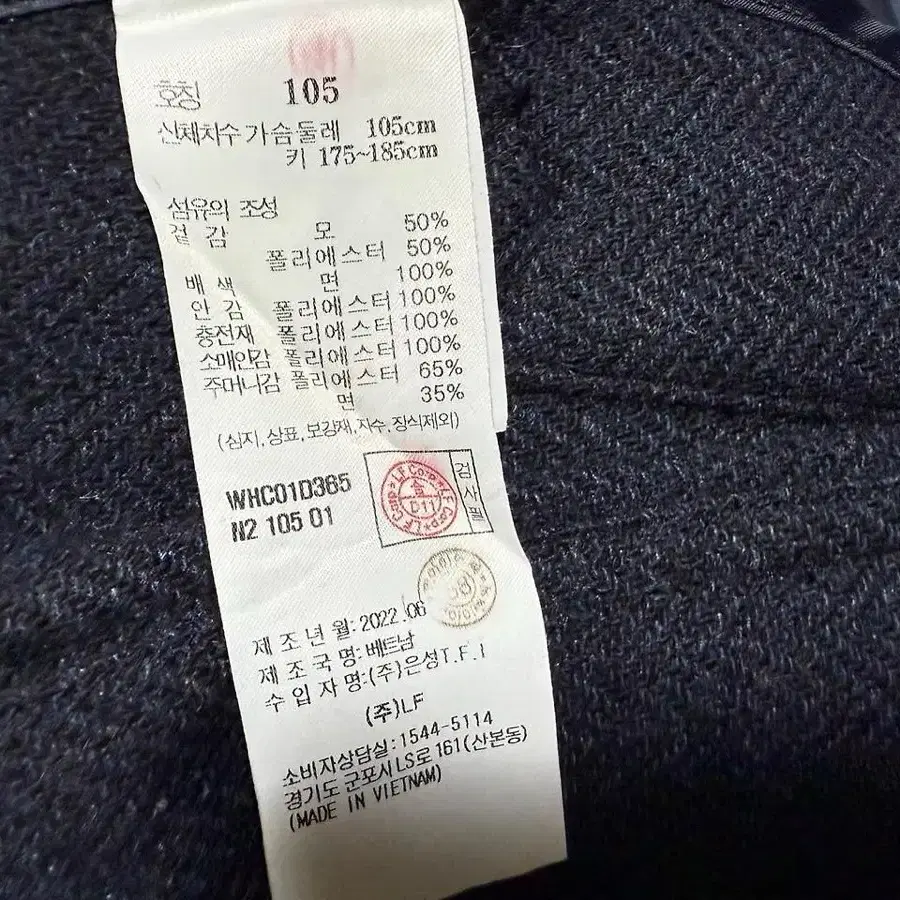 호칭 105
신체치수 가슴둘레 105cm
키 175~185cm
섬유의 조성
겉감 모 50%
폴리에스터 50%
배색 면 100%
안감 폴리에스터 100%
충전재 폴리에스터 100%
소매안감 폴리에스터 100%
주머니감 폴리에스터 65%
면 35%
(심지,상표,보강재,자수,장식제외)
WHC01D365
N2 105 01
LF Corp
D11
검사필
제조년월:2022.06
제조국명:베트남
수입자명:(주)은성T.F.I
(주)LF
소비자상담실:1544-5114
경기도 군포시 LS로 161(산본동)
(MADE IN VIETNAM)